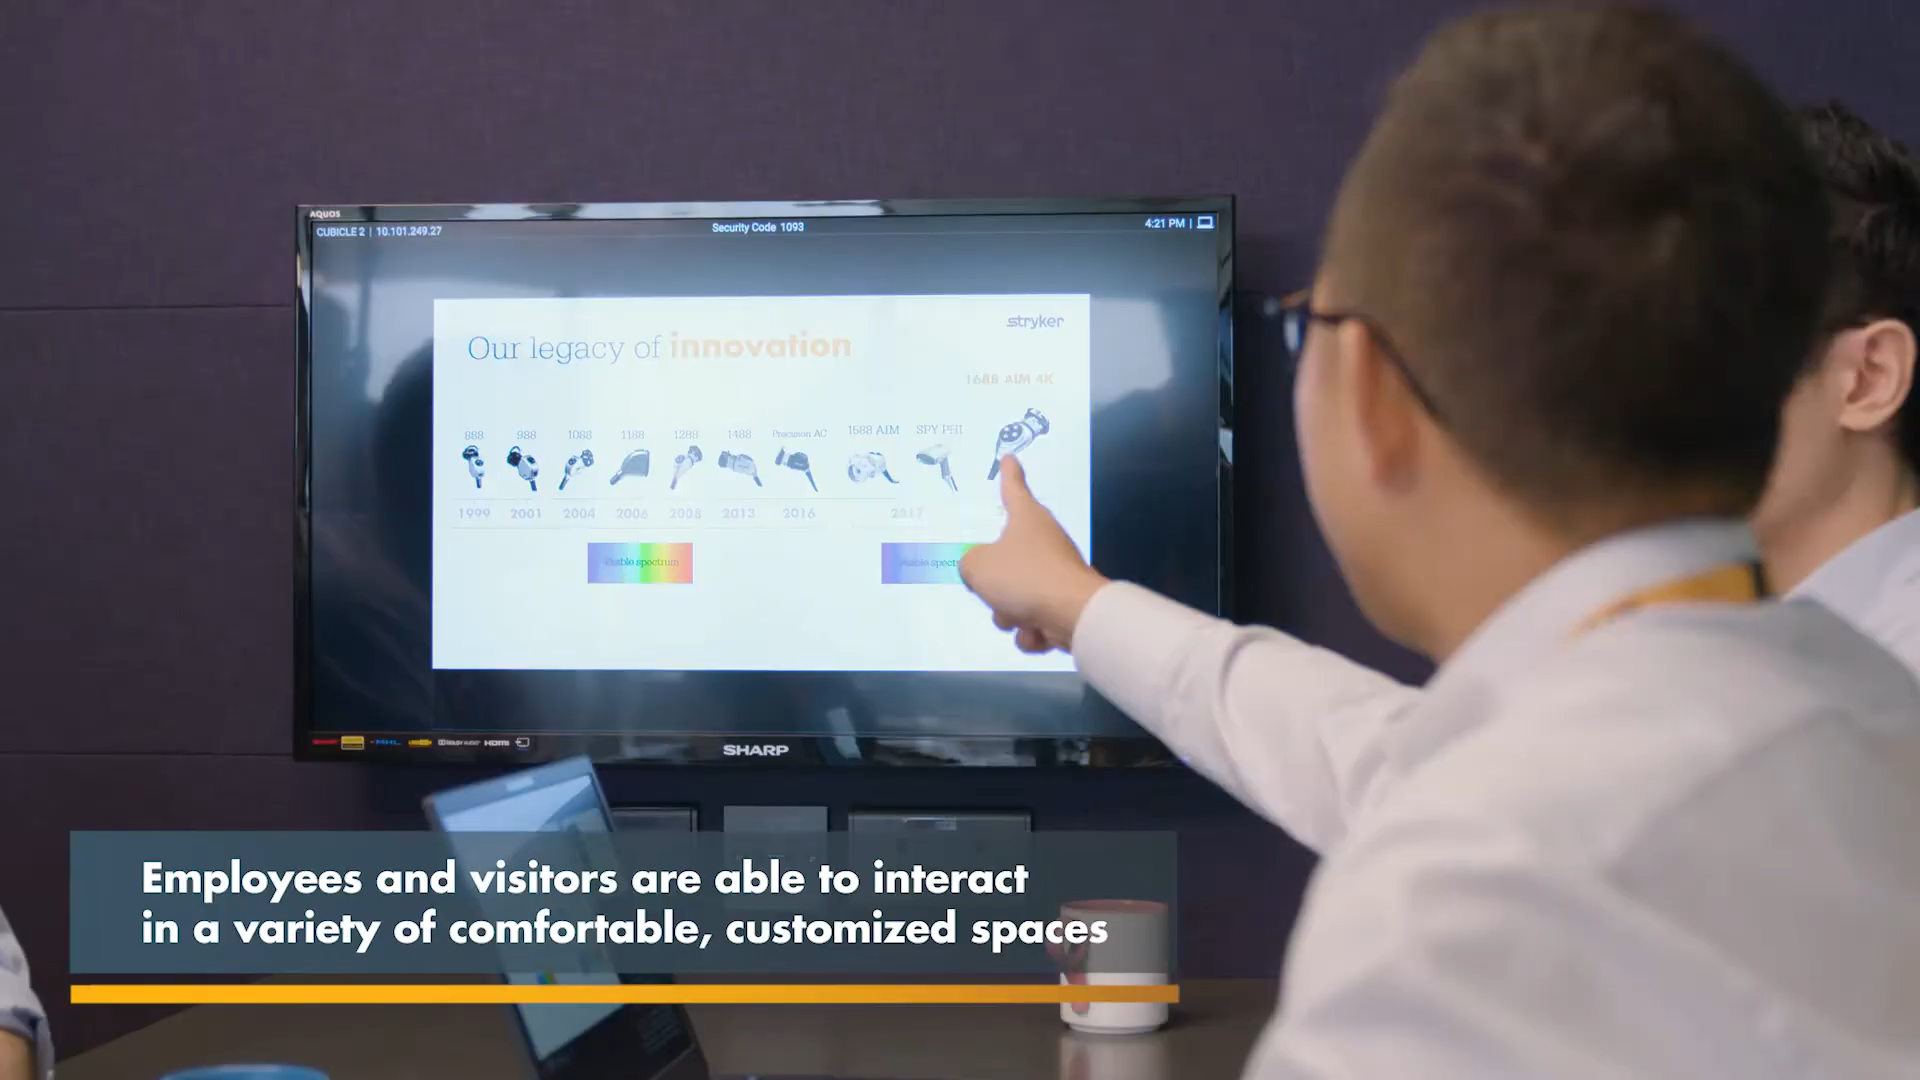 AQUOS
CUBICLE 2 | 10.101.249.27
Security Code 1093
4:21 PM |
stryker
Our legacy of innovation
1688 AIM 4K
888 988 1088 1188 1288 1488 Precision AC 1588 AIM SPY PHI
1999 2001 2004 2006 2008 2013 2016 2017
Visible spectrum
HDMI
SHARP
Employees and visitors are able to interact
in a variety of comfortable, customized spaces